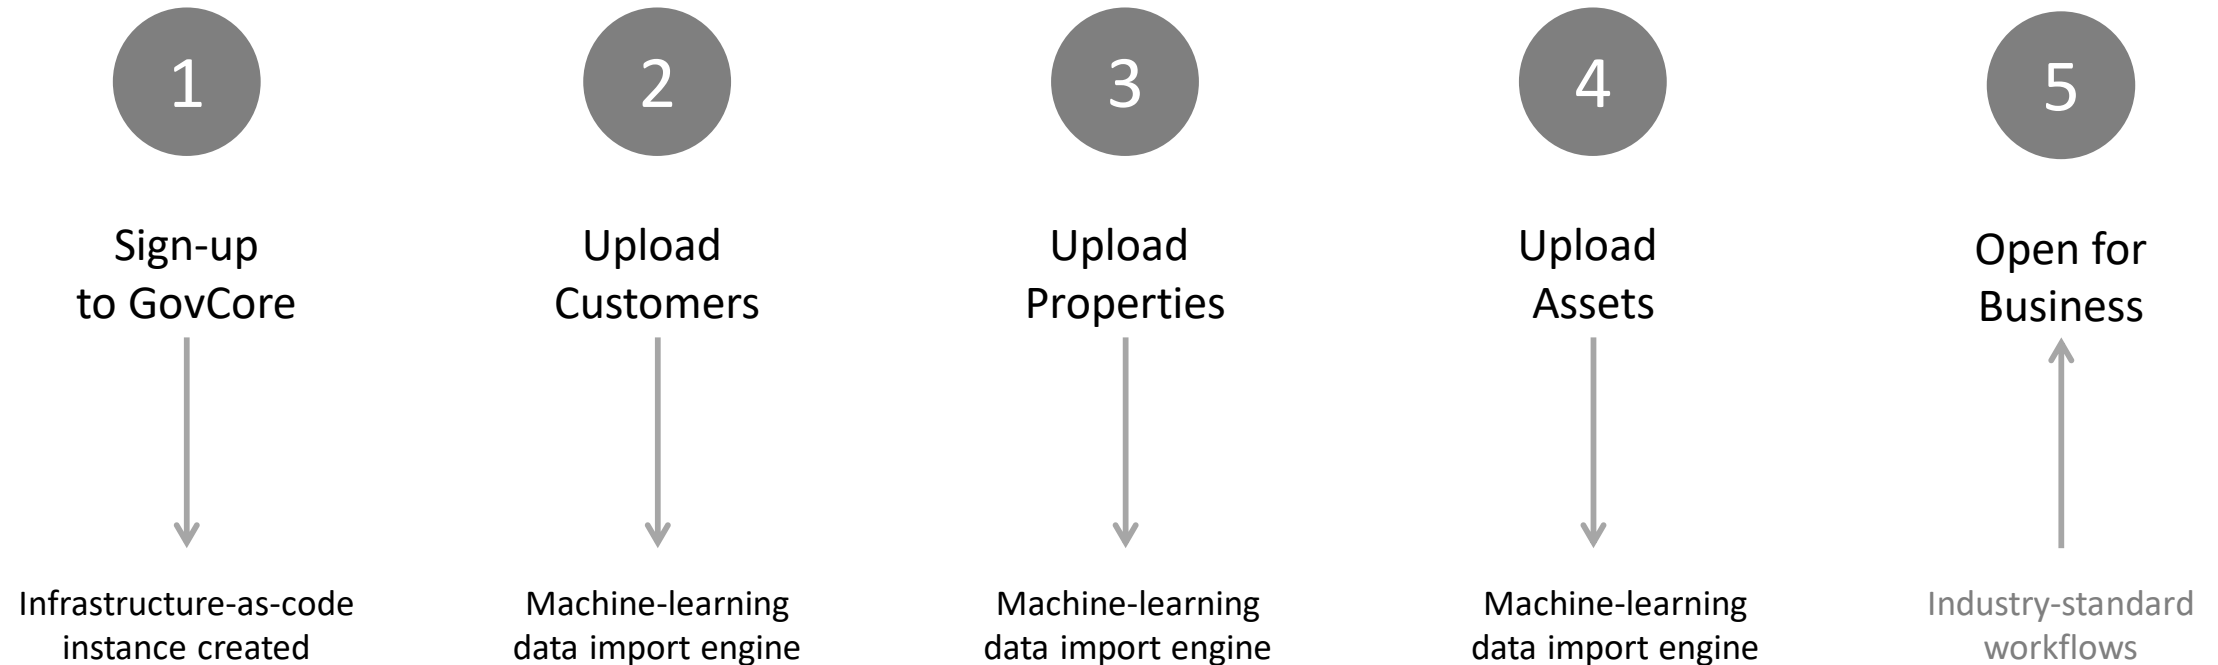 1
Sign-up
to GovCore
Infrastructure-as-code
instance created
2
Upload
Customers
Machine-learning
data import engine
3
Upload
Properties
Machine-learning
data import engine
4
Upload
Assets
Machine-learning
data import engine
5
Open for
Business
Industry-standard
workflows